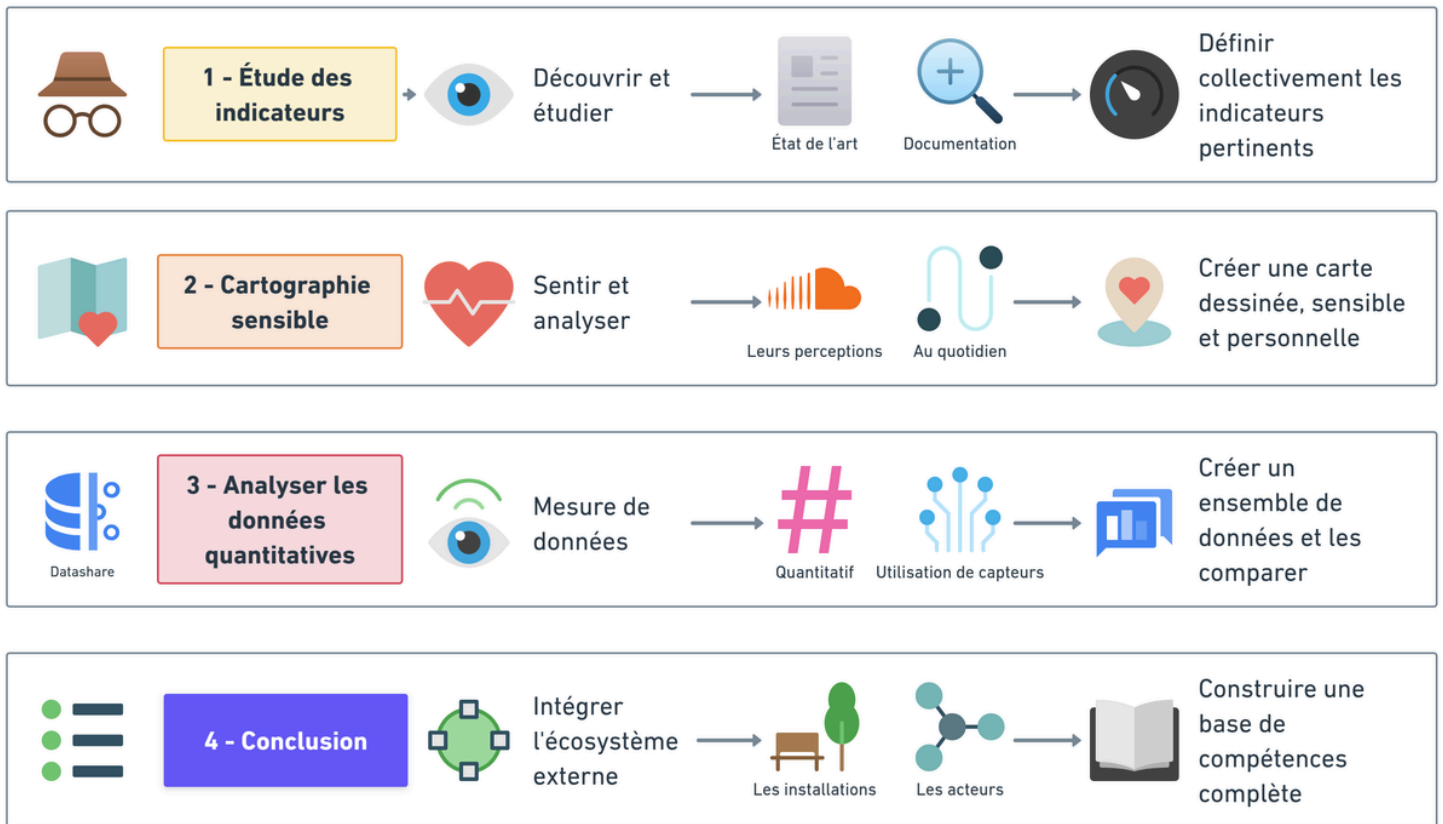 1 - Étude des
indicateurs
Découvrir et
étudier
État de l'art
Documentation
Définir
collectivement les
indicateurs
pertinents
2 - Cartographie
sensible
Sentir et
analyser
Leurs perceptions
Au quotidien
Créer une carte
dessinée, sensible
et personnelle
Datashare
3 - Analyser les
données
quantitatives
Mesure de
données
Quantitatif
Utilisation de capteurs
Créer un
ensemble de
données et les
comparer
4 - Conclusion
Intégrer
l'écosystème
externe
Les installations
Les acteurs
Construire une
base de
compétences
complète